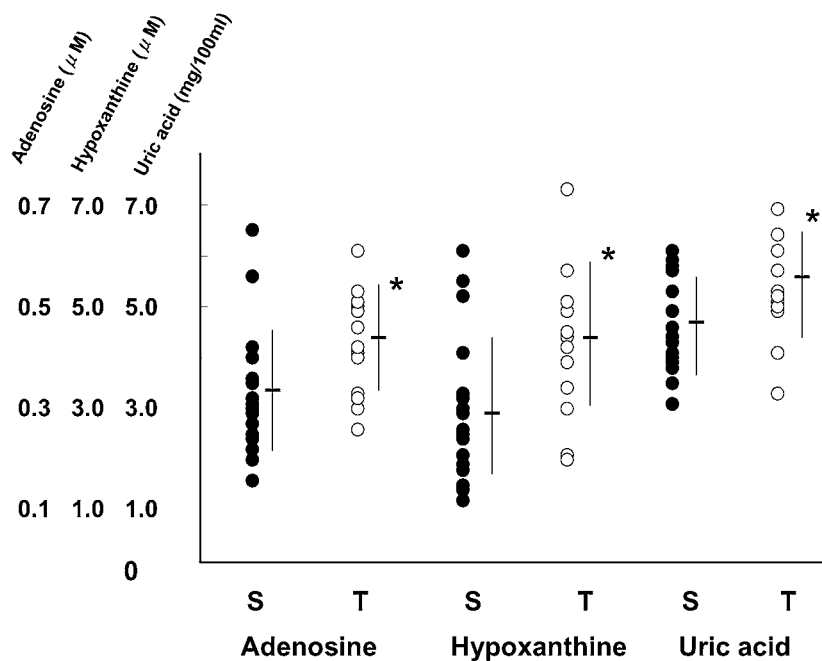 Adenosine (μM)
Hypoxanthine (μM)
Uric acid (mg/100ml)
0.7 7.0 7.0
0.5 5.0 5.0
0.3 3.0 3.0
0.1 1.0 1.0
0
*
*
*
S T S T S T
Adenosine Hypoxanthine Uric acid